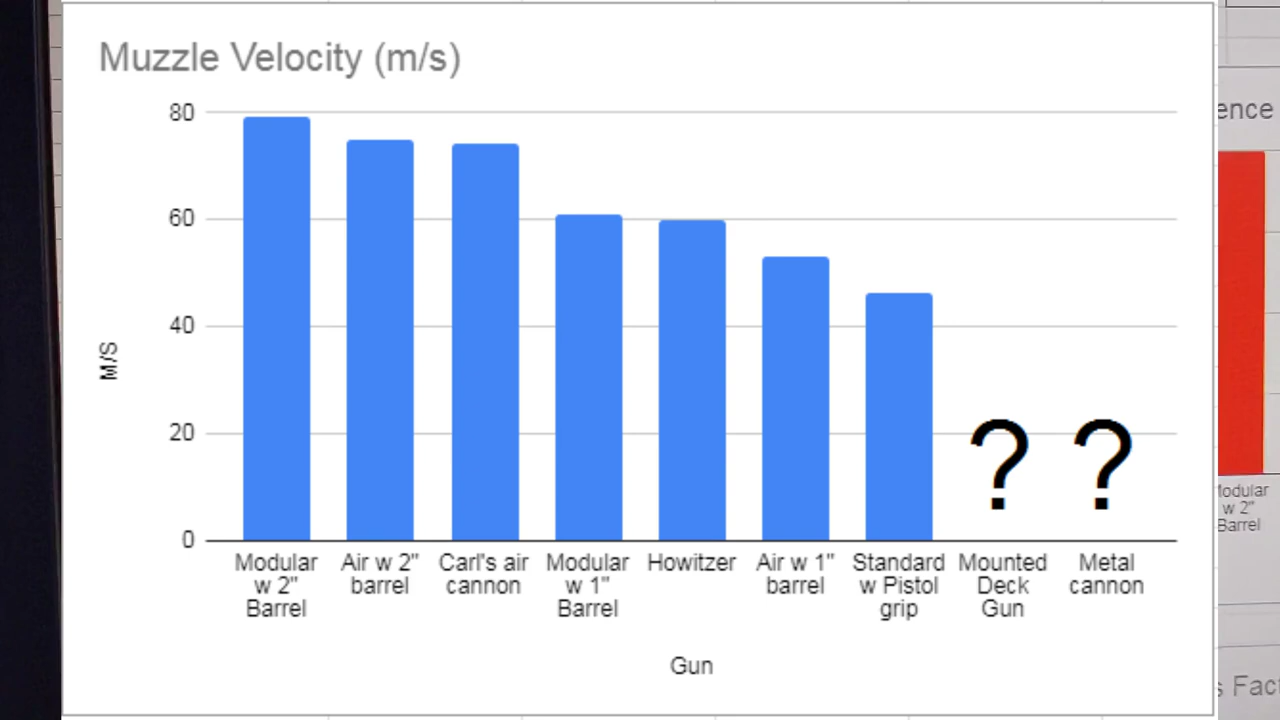 Muzzle Velocity (m/s)
80
60
40
20
0
M/S
? ?
Modular
w 2"
Barrel
Air w 2"
barrel
Carl's air
cannon
Modular
w 1"
Barrel
Howitzer
Air w 1"
barrel
Standard
w Pistol
grip
Mounted
Deck
Gun
Metal
cannon
Gun
ence
Modular
w 2"
Barrel
s Fact